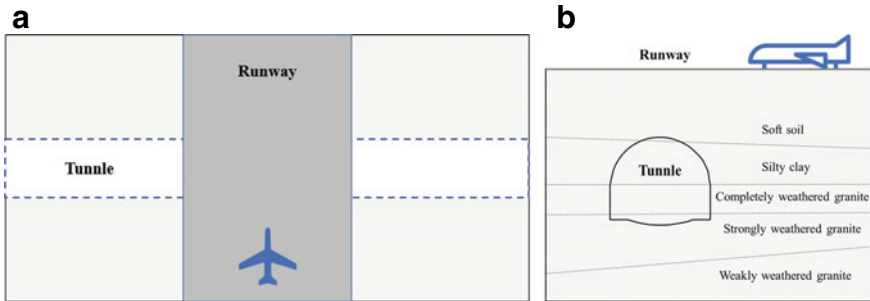 a
Runway
Tunnle
b
Runway
Soft soil
Tunnle
Silty clay
Completely weathered granite
Strongly weathered granite
Weakly weathered granite